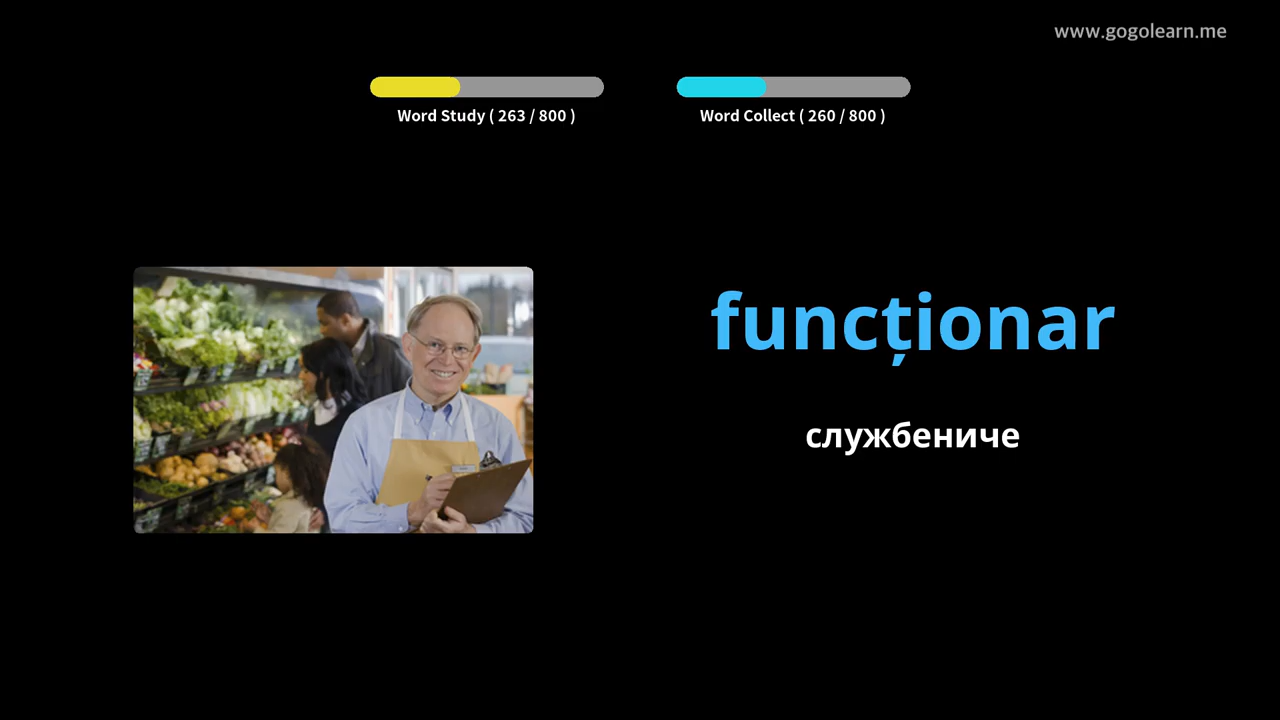 www.gogolearn.me
Word Study ( 263 / 800 )
Word Collect ( 260 / 800 )
funcționar
службениче